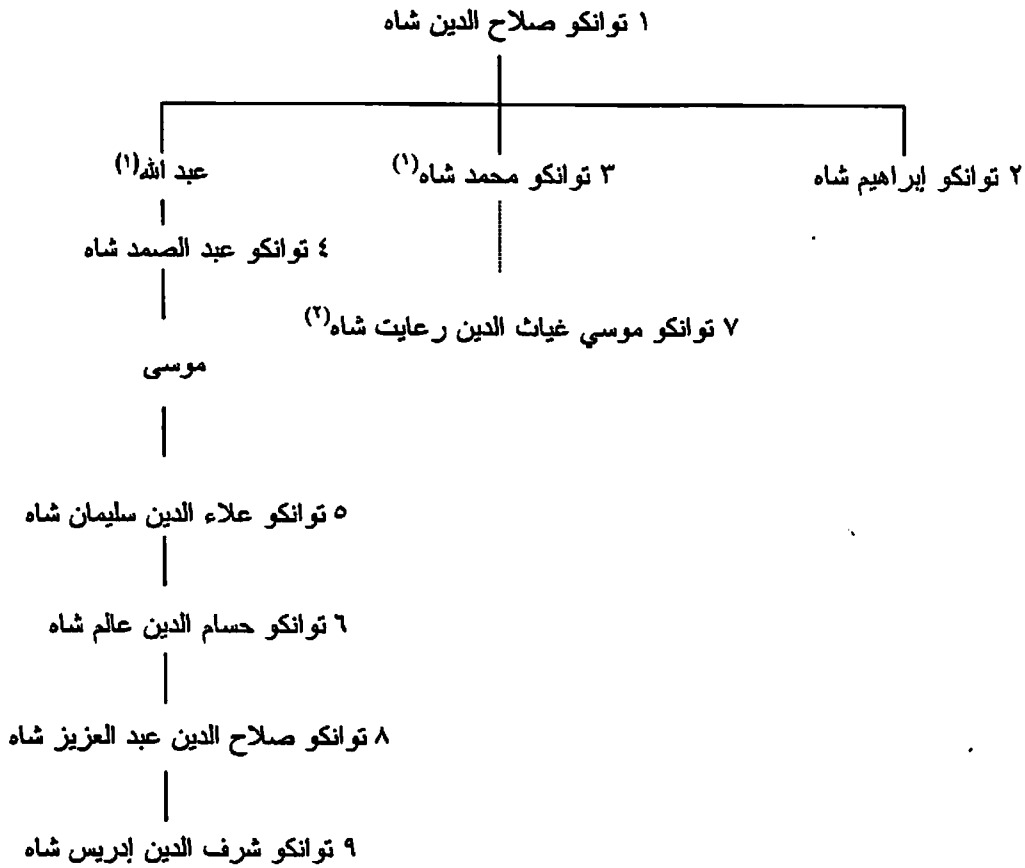 ١ توانكو صلاح الدين شاه
٢ توانكو إبراهيم شاه
٣ توانكو محمد شاه(١)
عبد الله(١)
٤ توانكو عبد الصمد شاه
٧ توانكو موسي غياث الدين رعايت شاه(٢)
موسى
٥ توانكو علاء الدين سليمان شاه
٦ توانكو حسام الدين عالم شاه
٨ توانكو صلاح الدين عبد العزيز شاه
٩ توانكو شرف الدين إدريس شاه